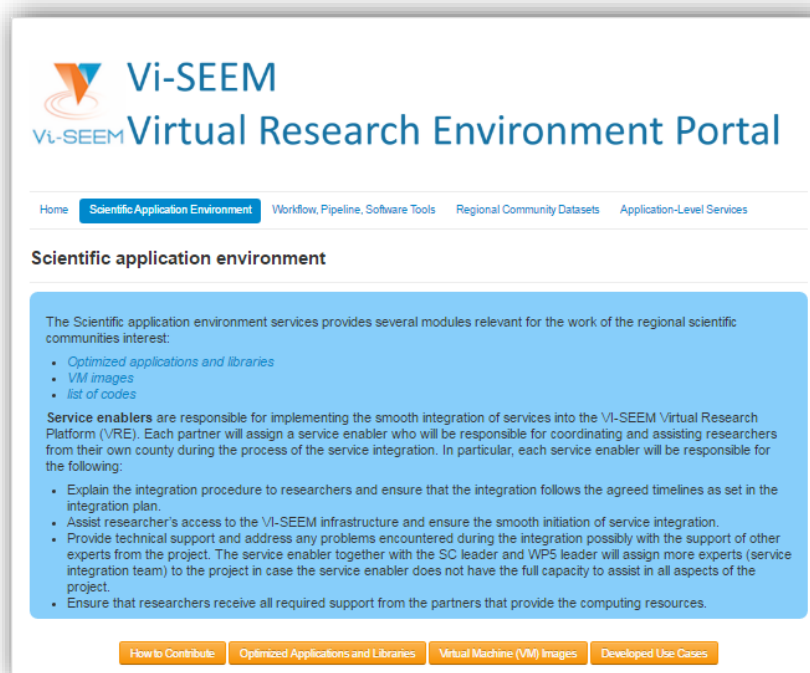 Vi-SEEM
Vi-SEEM Virtual Research Environment Portal
Home Scientific Application Environment Workflow, Pipeline, Software Tools Regional Community Datasets Application-Level Services
Scientific application environment
The Scientific application environment services provides several modules relevant for the work of the regional scientific
communities interest:
• Optimized applications and libraries
• VM images
• list of codes
Service enablers are responsible for implementing the smooth integration of services into the VI-SEEM Virtual Research
Platform (VRE). Each partner will assign a service enabler who will be responsible for coordinating and assisting researchers
from their own county during the process of the service integration. In particular, each service enabler will be responsible for
the following:
• Explain the integration procedure to researchers and ensure that the integration follows the agreed timelines as set in the
integration plan.
• Assist researcher's access to the VI-SEEM infrastructure and ensure the smooth initiation of service integration.
• Provide technical support and address any problems encountered during the integration possibly with the support of other
experts from the project. The service enabler together with the SC leader and WP5 leader will assign more experts (service
integration team) to the project in case the service enabler does not have the full capacity to assist in all aspects of the
project.
• Ensure that researchers receive all required support from the partners that provide the computing resources.
How to Contribute Optimized Applications and Libraries Virtual Machine (VM) Images Developed Use Cases